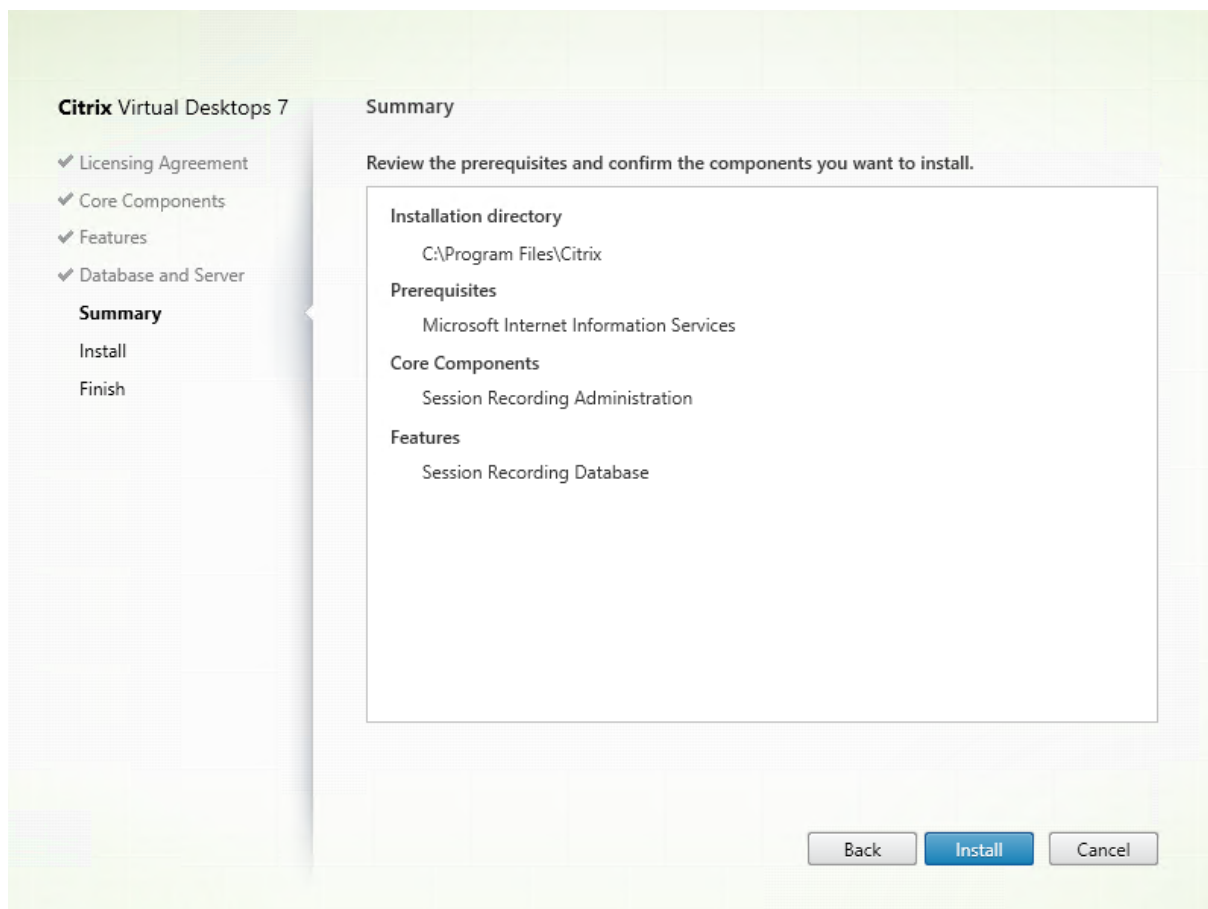 Citrix Virtual Desktops 7
Licensing Agreement
Core Components
Features
Database and Server
Summary
Install
Finish
Summary
Review the prerequisites and confirm the components you want to install.
Installation directory
C:\Program Files\Citrix
Prerequisites
Microsoft Internet Information Services
Core Components
Session Recording Administration
Features
Session Recording Database
Back
Install
Cancel